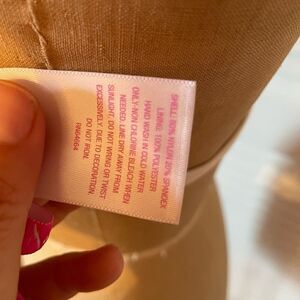 SHELL: 80% NYLON 20% SPANDEX
LINING: 100% POLYESTER
HAND WASH IN COLD WATER
ONLY-NON CHLORINE BLEACH WHEN
NEEDED. LINE DRY AWAY FROM
SUNLIGHT. DO NOT WRING OR TWIST
EXCESSIVELY. DUE TO DECORATION,
DO NOT IRON.
RN64064